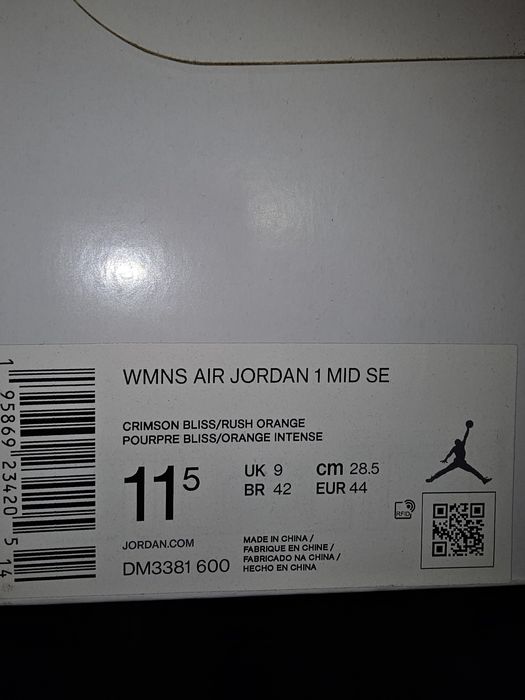 WMNS AIR JORDAN 1 MID SE
CRIMSON BLISS/RUSH ORANGE
POURPRE BLISS/ORANGE INTENSE
11 5
UK 9 cm 28.5
BR 42 EUR 44
RFID
JORDAN.COM
DM3381 600
MADE IN CHINA /
FABRIQUE EN CHINE /
FABRICADO NA CHINA /
HECHO EN CHINA
1 95869 23420 5 14